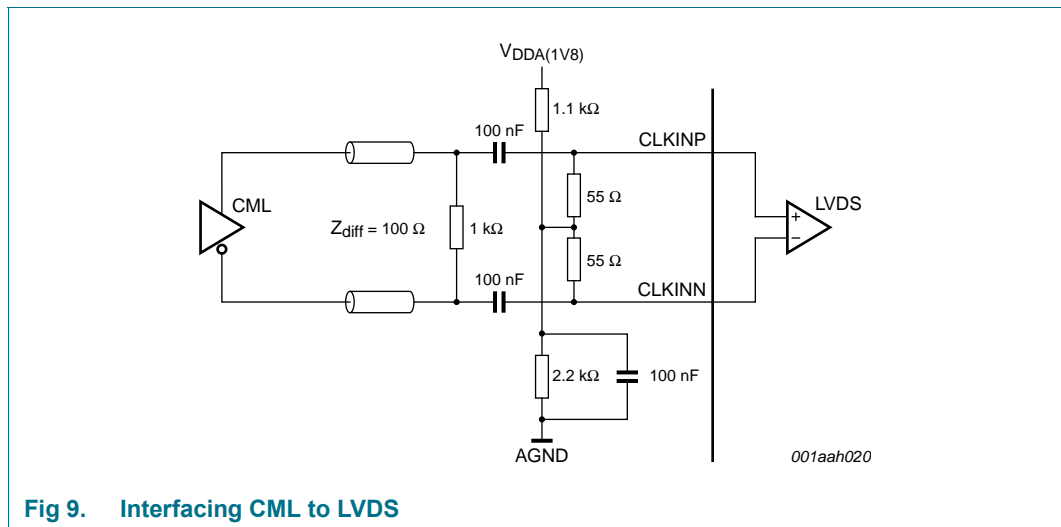 VDDA(1V8)
1.1 kΩ
100 nF
CLKINP
CML
55 Ω
LVDS
Zdiff = 100 Ω
1 kΩ
+
−
55 Ω
100 nF
CLKINN
2.2 kΩ
100 nF
AGND
001aah020
Fig 9. Interfacing CML to LVDS